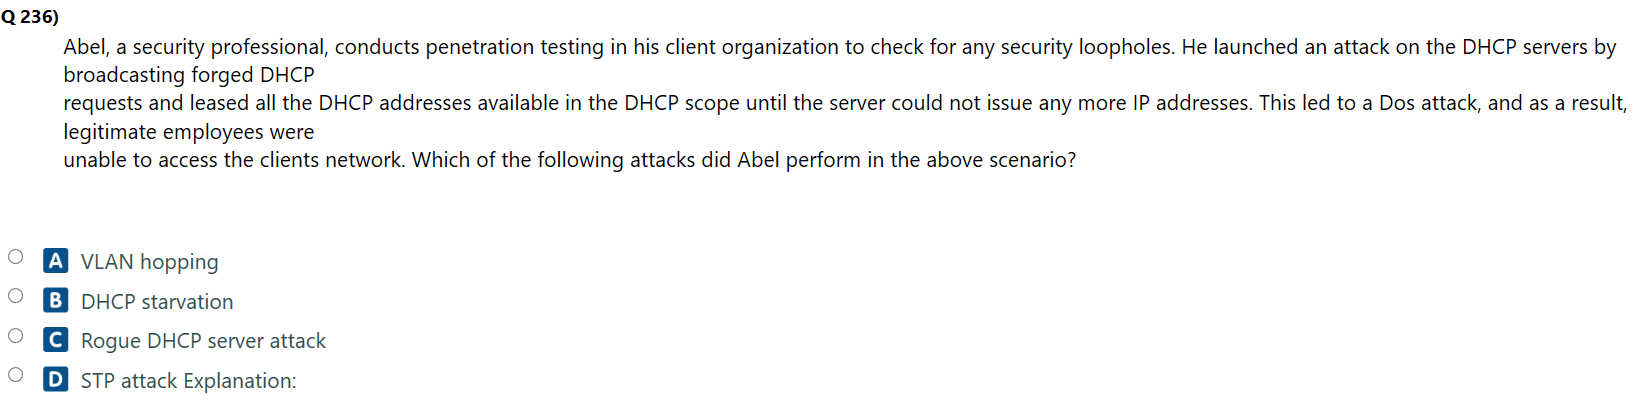 Q 236)
Abel, a security professional, conducts penetration testing in his client organization to check for any security loopholes. He launched an attack on the DHCP servers by
broadcasting forged DHCP
requests and leased all the DHCP addresses available in the DHCP scope until the server could not issue any more IP addresses. This led to a Dos attack, and as a result,
legitimate employees were
unable to access the clients network. Which of the following attacks did Abel perform in the above scenario?
A VLAN hopping
B DHCP starvation
C Rogue DHCP server attack
D STP attack Explanation: